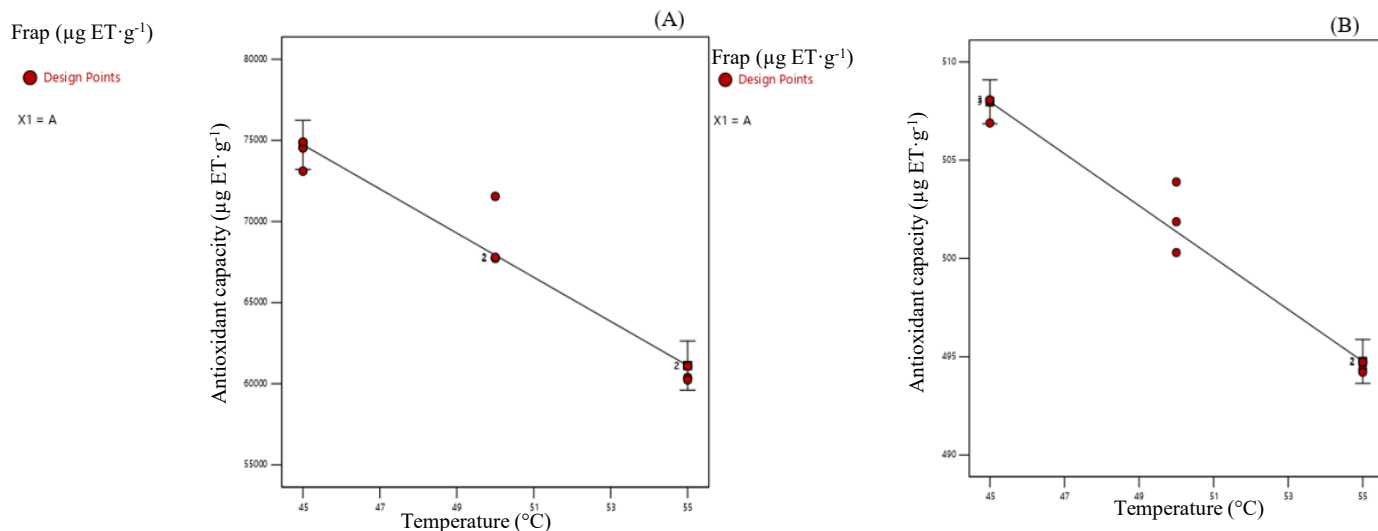 Frap (µg ET·g-1)
Design Points
X1 = A
(A)
Antioxidant capacity (µg ET·g-1)
80000
75000
70000
65000
60000
55000
2
2
45
47
49
51
53
55
Temperature (°C)
Frap (µg ET·g-1)
Design Points
X1 = A
(B)
Antioxidant capacity (µg ET·g-1)
510
505
500
495
490
2
45
47
49
51
53
55
Temperature (°C)